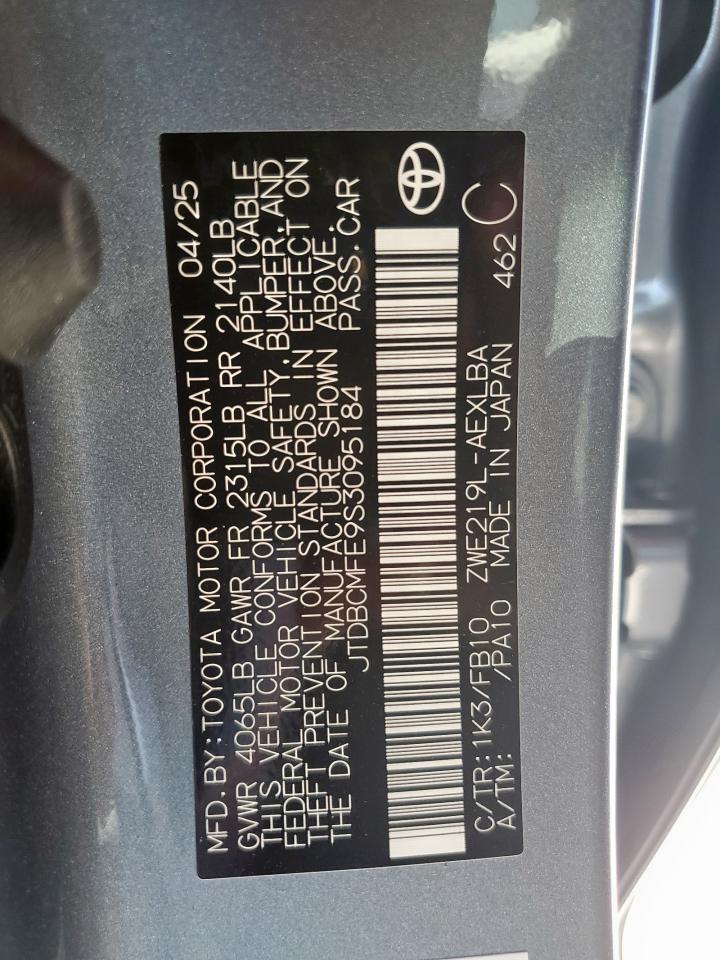 MFD.BY:TOYOTA MOTOR CORPORATION 04/25
GVWR 4065LB GAWR FR 2315LB RR 2140LB
THIS VEHICLE CONFORMS TO ALL APPLICABLE
FEDERAL MOTOR VEHICLE SAFETY,BUMPER,AND
THEFT PREVENTION STANDARDS IN EFFECT ON
THE DATE OF MANUFACTURE SHOWN ABOVE.
JTDBCMFE9S3095184 PASS.CAR
C/TR:1K3/FB10 ZWE219L-AEXLBA
A/TM: /PA10 MADE IN JAPAN 462 C